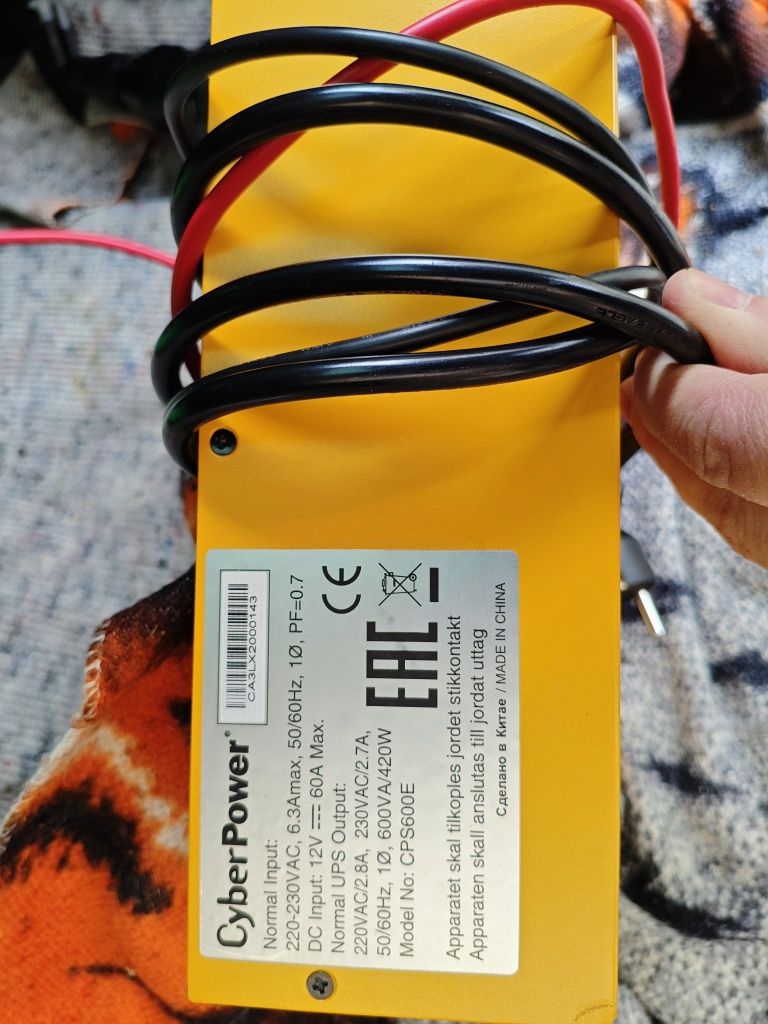 CyberPower®
CA3LX2000143
Normal Input:
220-230VAC, 6.3Amax, 50/60Hz, 1Ø, PF=0.7
DC Input: 12V ⎓ 60A Max.
Normal UPS Output:
220VAC/2.8A, 230VAC/2.7A,
50/60Hz, 1Ø, 600VA/420W
Model No: CPS600E
CE
EAC
Apparatet skal tilkoples jordet stikkontakt
Apparaten skall anslutas till jordat uttag
Сделано в Китае / MADE IN CHINA